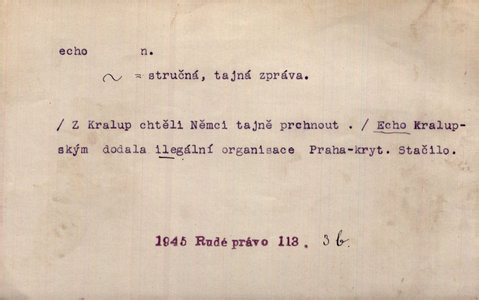 echo n.
~ = stručná, tajná zpráva.
/ Z Kralup chtěli Němci tajně prchnout . / Echo Kralup-
ským dodala ilegální organisace Praha-kryt. Stačilo.
1945 Rudé právo 113. 3b.